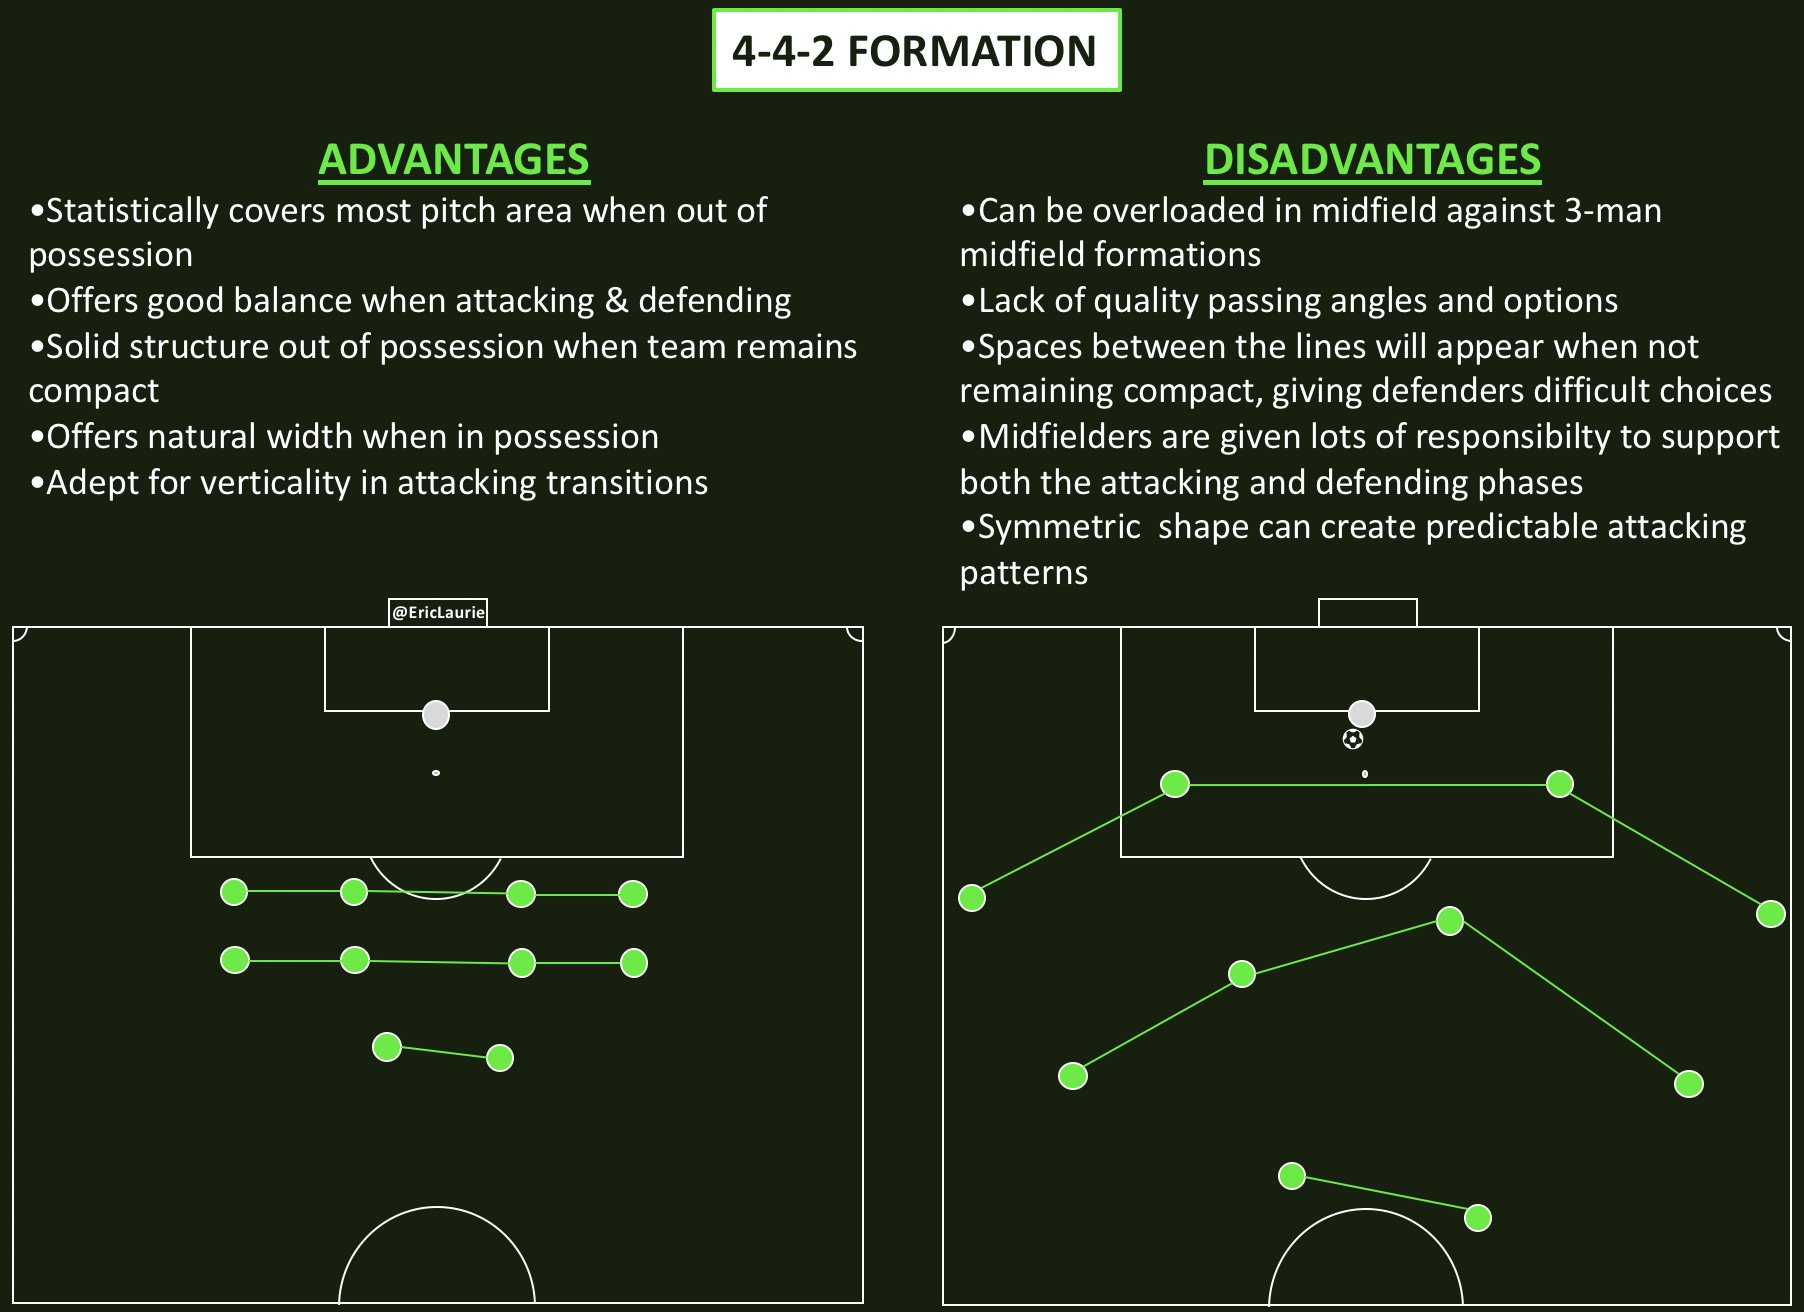 4-4-2 FORMATION
ADVANTAGES
•Statistically covers most pitch area when out of
possession
•Offers good balance when attacking & defending
•Solid structure out of possession when team remains
compact
•Offers natural width when in possession
•Adept for verticality in attacking transitions
DISADVANTAGES
•Can be overloaded in midfield against 3-man
midfield formations
•Lack of quality passing angles and options
•Spaces between the lines will appear when not
remaining compact, giving defenders difficult choices
•Midfielders are given lots of responsibilty to support
both the attacking and defending phases
•Symmetric  shape can create predictable attacking
patterns
@EricLaurie